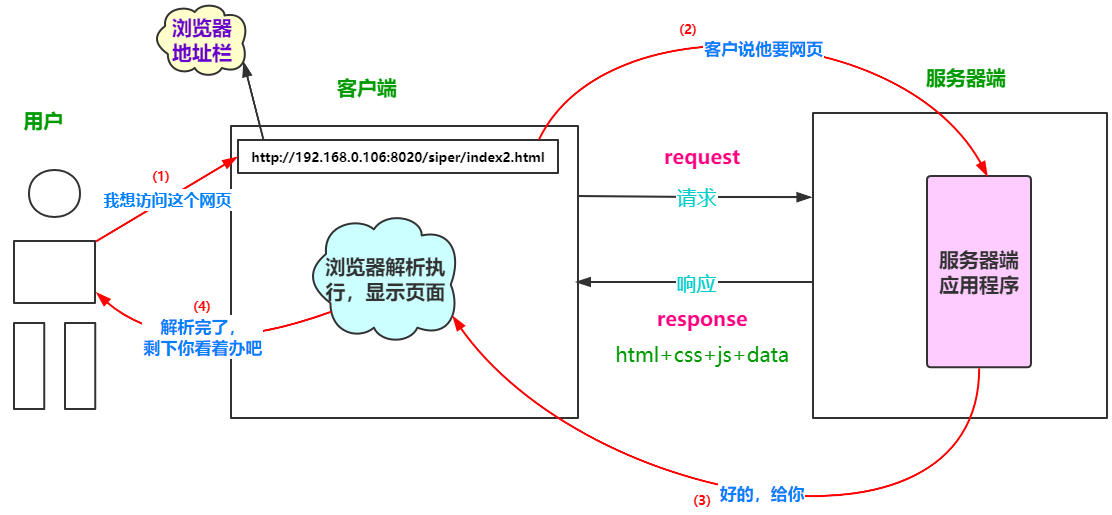 浏览器
地址栏
(2)
客户说他要网页
客户端
服务器端
用户
http://192.168.0.106:8020/siper/index2.html
request
(1)
我想访问这个网页
请求
浏览器解析执
行，显示页面
服务器端
应用程序
响应
(4)
解析完了，
剩下你看着办吧
response
html+css+js+data
(3)
好的，给你